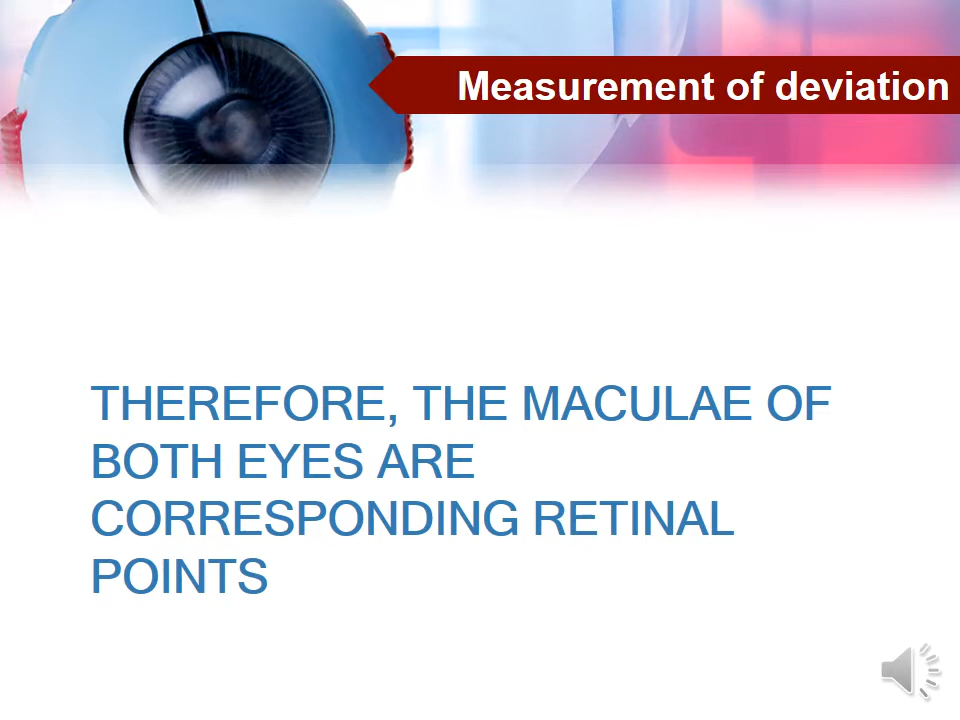 Measurement of deviation
THEREFORE, THE MACULAE OF
BOTH EYES ARE
CORRESPONDING RETINAL
POINTS